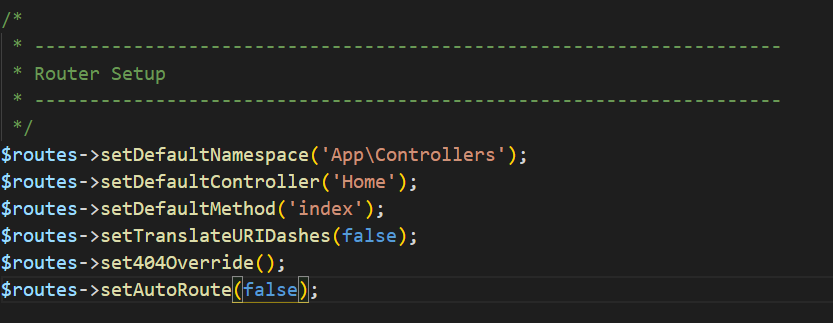 /*
 * --------------------------------------------------------------------
 * Router Setup
 * --------------------------------------------------------------------
 */
$routes->setDefaultNamespace('App\Controllers');
$routes->setDefaultController('Home');
$routes->setDefaultMethod('index');
$routes->setTranslateURIDashes(false);
$routes->set404Override();
$routes->setAutoRoute(false);